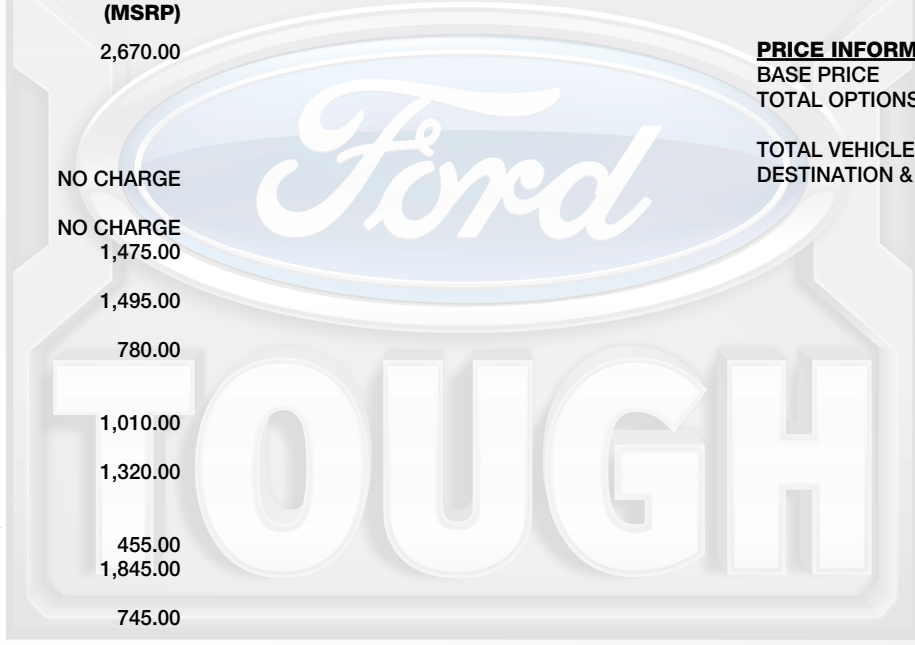 (MSRP)
2,670.00
NO CHARGE
NO CHARGE
1,475.00
1,495.00
780.00
1,010.00
1,320.00
455.00
1,845.00
745.00
PRICE INFORM
BASE PRICE
TOTAL OPTIONS
TOTAL VEHICLE
DESTINATION &
Ford
TOUGH